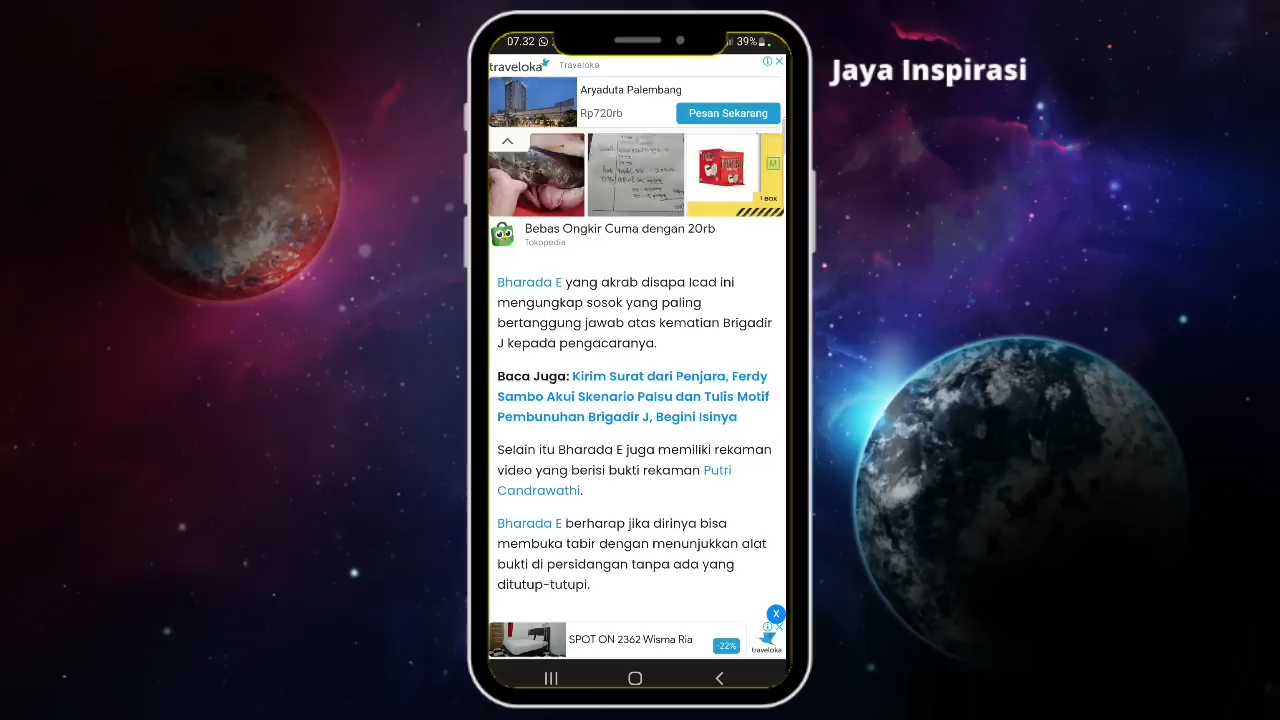 07.32
39%
Jaya Inspirasi
traveloka
Traveloka
Aryaduta Palembang
Rp720rb
Pesan Sekarang
M
1 BOX
Bebas Ongkir Cuma dengan 20rb
Tokopedia
Bharada E yang akrab disapa Icad ini
mengungkap sosok yang paling
bertanggung jawab atas kematian Brigadir
J kepada pengacaranya.
Baca Juga: Kirim Surat dari Penjara, Ferdy
Sambo Akui Skenario Palsu dan Tulis Motif
Pembunuhan Brigadir J, Begini Isinya
Selain itu Bharada E juga memiliki rekaman
video yang berisi bukti rekaman Putri
Candrawathi.
Bharada E berharap jika dirinya bisa
membuka tabir dengan menunjukkan alat
bukti di persidangan tanpa ada yang
ditutup-tutupi.
X
SPOT ON 2362 Wisma Ria
-22%
traveloka